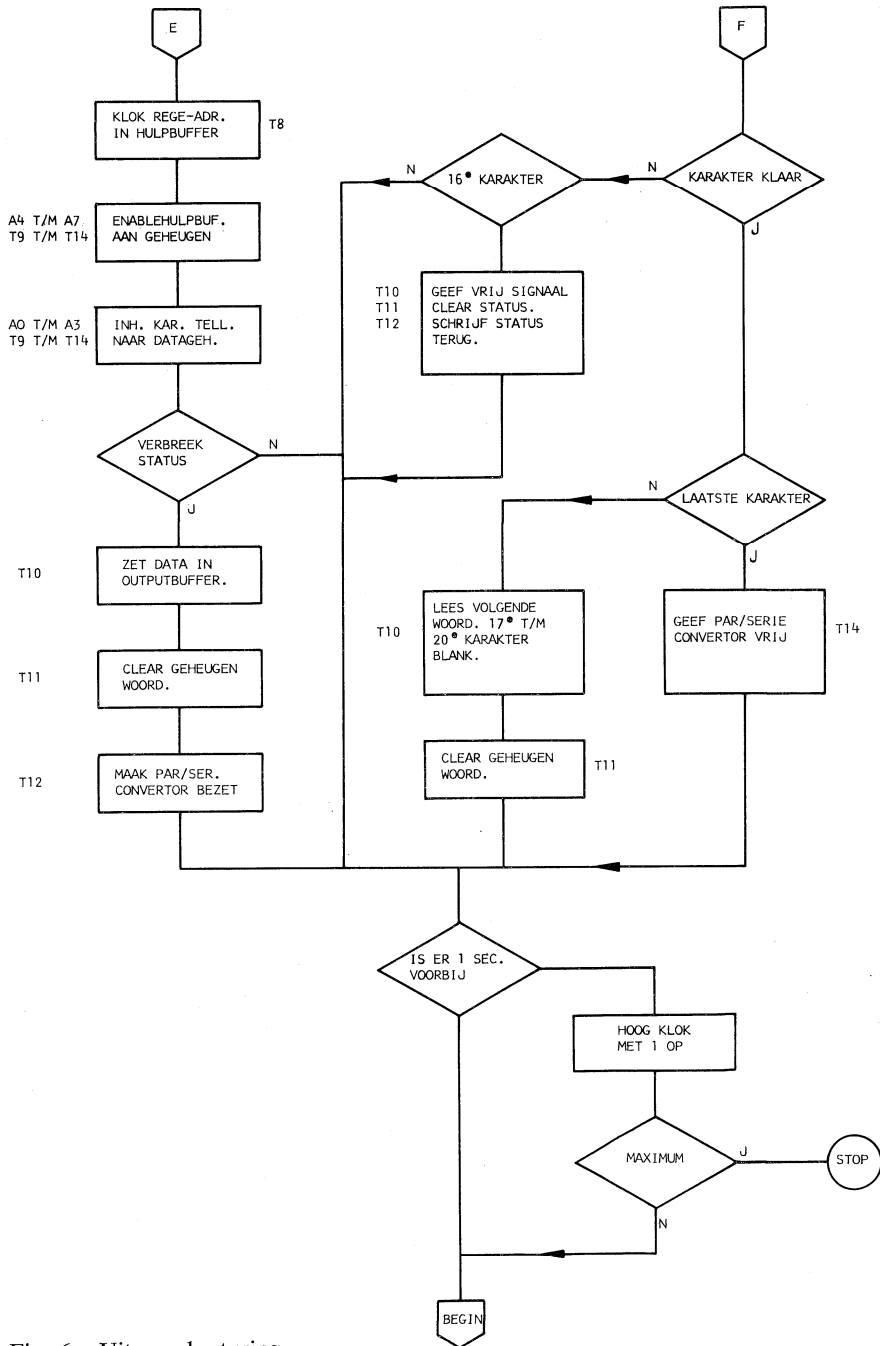 E
KLOK REGE-ADR.
IN HULPBUFFER
T8
A4 T/M A7
T9 T/M T14
ENABLEHULPBUF.
AAN GEHEUGEN
A0 T/M A3
T9 T/M T14
INH. KAR. TELL.
NAAR DATAGEH.
VERBREEK
STATUS
N
J
T10
ZET DATA IN
OUTPUTBUFFER.
T11
CLEAR GEHEUGEN
WOORD.
T12
MAAK PAR/SER.
CONVERTOR BEZET
F
KARAKTER KLAAR
N
J
16e KARAKTER
N
T10
T11
T12
GEEF VRIJ SIGNAAL
CLEAR STATUS.
SCHRIJF STATUS
TERUG.
LAATSTE KARAKTER
N
J
T10
LEES VOLGENDE
WOORD. 17e T/M
20e KARAKTER
BLANK.
CLEAR GEHEUGEN
WOORD.
T11
GEEF PAR/SERIE
CONVERTOR VRIJ
T14
IS ER 1 SEC.
VOORBIJ
HOOG KLOK
MET 1 OP
MAXIMUM
J
STOP
N
BEGIN